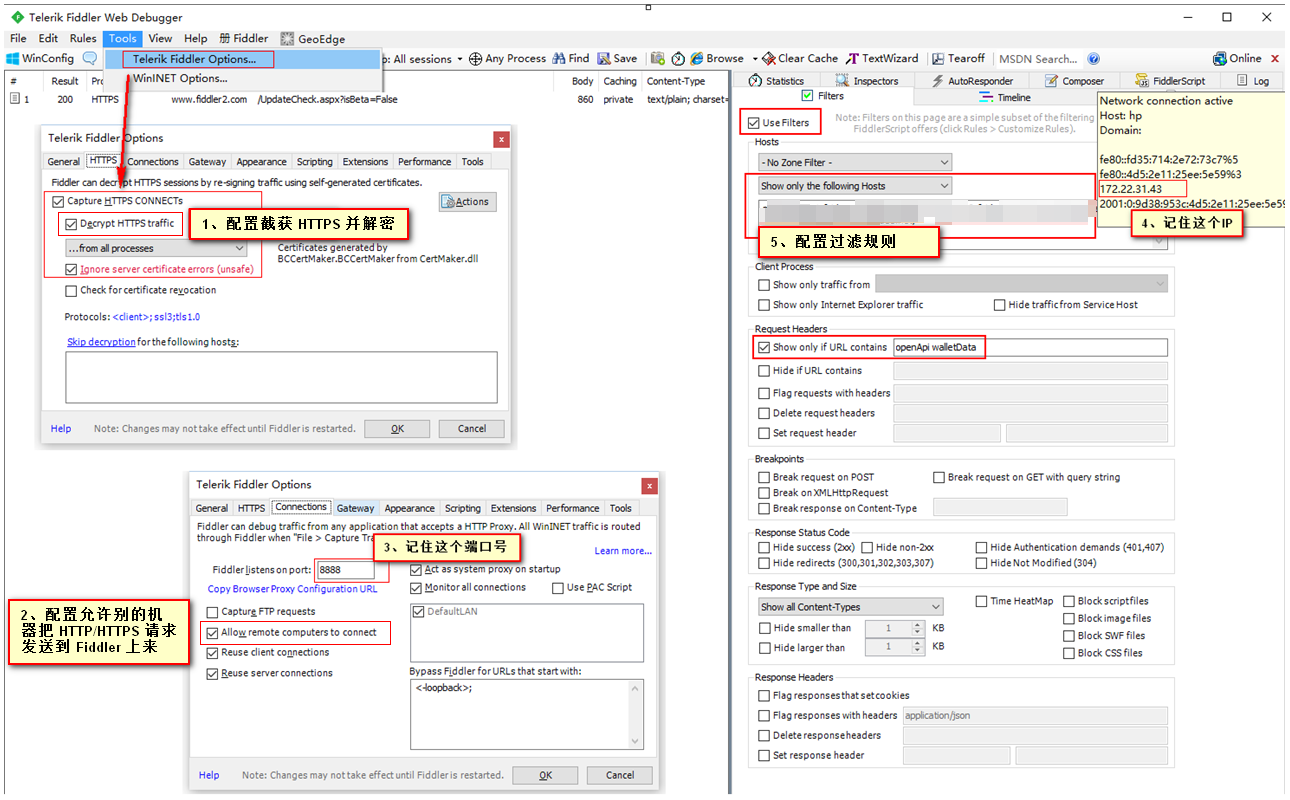 Telerik Fiddler Web Debugger
File Edit Rules Tools View Help 册 Fiddler GeoEdge
WinConfig All sessions Any Process Find Save Browse Clear Cache TextWizard Tearoff MSDN Search... Online
Telerik Fiddler Options...
WinINET Options...
# Result Body Caching Content-Type
1 200 HTTPS www.fiddler2.com /UpdateCheck.aspx?isBeta=False 860 private text/plain; charset=
Telerik Fiddler Options
General HTTPS Connections Gateway Appearance Scripting Extensions Performance Tools
Fiddler can decrypt HTTPS sessions by re-signing traffic using self-generated certificates.
Capture HTTPS CONNECTs
Actions
Decrypt HTTPS traffic
1、配置截获 HTTPS 并解密
...from all processes
Certificates generated by
BCCertMaker.BCCertMaker from CertMaker.dll
Ignore server certificate errors (unsafe)
Check for certificate revocation
Protocols: <client>; ssl3;tls1.0
Skip decryption for the following hosts:
Help Note: Changes may not take effect until Fiddler is restarted. OK Cancel
Telerik Fiddler Options
General HTTPS Connections Gateway Appearance Scripting Extensions Performance Tools
Fiddler can debug traffic from any application that accepts a HTTP Proxy. All WinINET traffic is routed
through Fiddler when "File > Capture Tra
3、记住这个端口号
Learn more...
Fiddler listens on port: 8888
Act as system proxy on startup
Copy Browser Proxy Configuration URL
Monitor all connections Use PAC Script
Capture FTP requests
DefaultLAN
2、配置允许别的机
器把 HTTP/HTTPS 请求
发送到 Fiddler 上来
Allow remote computers to connect
Reuse client connections
Reuse server connections
Bypass Fiddler for URLs that start with:
<-loopback>;
Help Note: Changes may not take effect until Fiddler is restarted. OK Cancel
Statistics Inspectors AutoResponder Composer FiddlerScript Log
Filters Timeline
Use Filters
Note: Filters on this page are a simple subset of the filtering
FiddlerScript offers (click Rules > Customize Rules).
Network connection active
Host: hp
Domain:
fe80::fd35:714:2e72:73c7%5
fe80::4d5:2e11:25ee:5e59%3
172.22.31.43
2001:0:9d38:953c:4d5:2e11:25ee:5e59
4、记住这个IP
Hosts
- No Zone Filter -
Show only the following Hosts
5、配置过滤规则
Client Process
Show only traffic from
Show only Internet Explorer traffic Hide traffic from Service Host
Request Headers
Show only if URL contains openApi walletData
Hide if URL contains
Flag requests with headers
Delete request headers
Set request header
Breakpoints
Break request on POST Break request on GET with query string
Break on XMLHttpRequest
Break response on Content-Type
Response Status Code
Hide success (2xx) Hide non-2xx Hide Authentication demands (401,407)
Hide redirects (300,301,302,303,307) Hide Not Modified (304)
Response Type and Size
Show all Content-Types Time HeatMap Block script files
Block image files
Hide smaller than 1 KB
Block SWF files
Hide larger than 1 KB
Block CSS files
Response Headers
Flag responses that set cookies
Flag responses with headers application/json
Delete response headers
Set response header